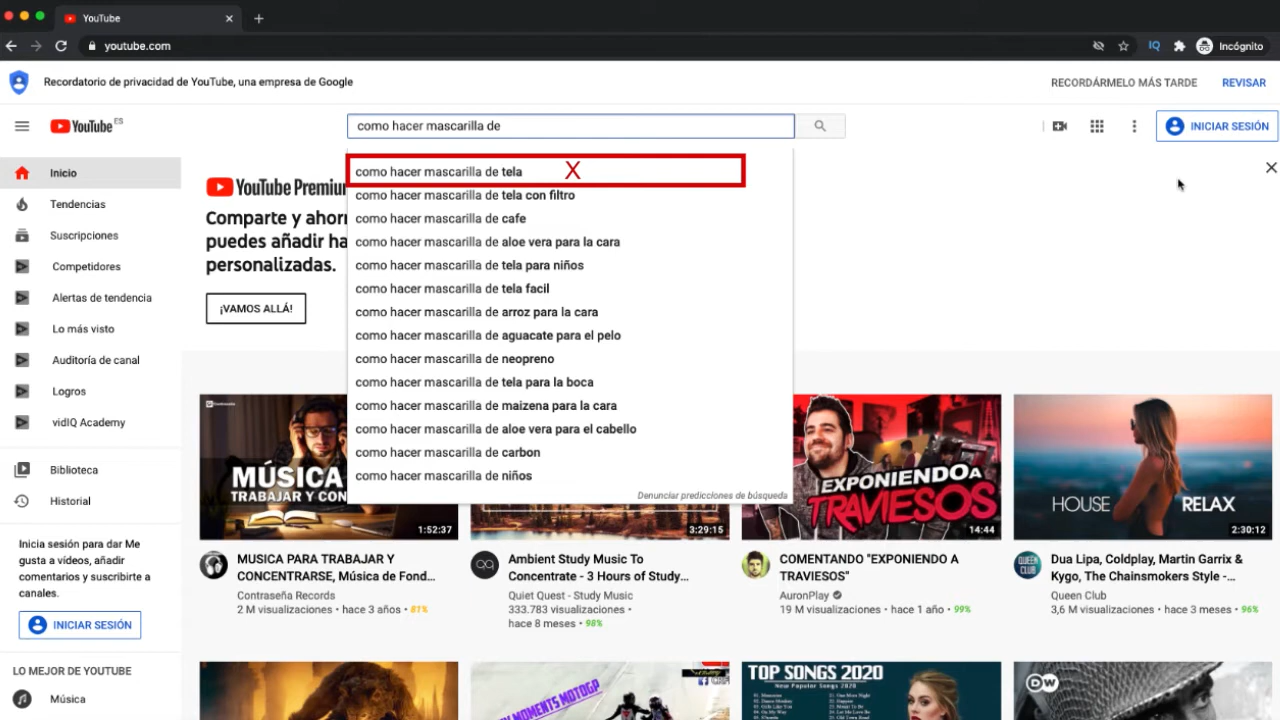 YouTube
youtube.com
IQ
Incógnito
Recordatorio de privacidad de YouTube, una empresa de Google
RECORDÁRMELO MÁS TARDE
REVISAR
YouTube ES
como hacer mascarilla de
INICIAR SESIÓN
Inicio
Tendencias
Suscripciones
Competidores
Alertas de tendencia
Lo más visto
Auditoría de canal
Logros
vidIQ Academy
Biblioteca
Historial
Inicia sesión para dar Me
gusta a vídeos, añadir
comentarios y suscribirte a
canales.
INICIAR SESIÓN
LO MEJOR DE YOUTUBE
Música
YouTube Premiu
Comparte y ahor
puedes añadir ha
personalizadas.
¡VAMOS ALLÁ!
como hacer mascarilla de tela X
como hacer mascarilla de tela con filtro
como hacer mascarilla de cafe
como hacer mascarilla de aloe vera para la cara
como hacer mascarilla de tela para niños
como hacer mascarilla de tela facil
como hacer mascarilla de arroz para la cara
como hacer mascarilla de aguacate para el pelo
como hacer mascarilla de neopreno
como hacer mascarilla de tela para la boca
como hacer mascarilla de maizena para la cara
como hacer mascarilla de aloe vera para el cabello
como hacer mascarilla de carbon
como hacer mascarilla de niños
Denunciar predicciones de búsqueda
MÚSICA
TRABAJAR Y CON
1:52:37
3:29:15
EXPONIENDO A
TRAVIESOS
14:44
HOUSE RELAX
2:30:12
MUSICA PARA TRABAJAR Y
CONCENTRARSE, Música de Fond...
Contraseña Records
2 M visualizaciones • hace 3 años • 81%
Ambient Study Music To
Concentrate - 3 Hours of Study...
Quiet Quest - Study Music
333.783 visualizaciones •
hace 8 meses • 98%
COMENTANDO "EXPONIENDO A
TRAVIESOS"
AuronPlay
19 M visualizaciones • hace 1 año • 99%
QUEEN
CLUB
Dua Lipa, Coldplay, Martin Garrix &
Kygo, The Chainsmokers Style -...
Queen Club
3,6 M visualizaciones • hace 3 meses • 96%
MOMENTS MOTOGP
TOP SONGS 2020
New Popular Songs 2020
DW